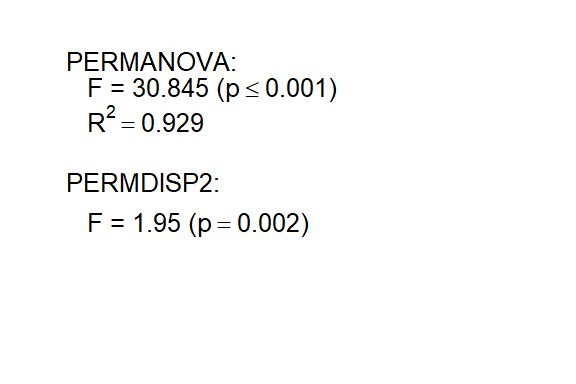 PERMANOVA:
F = 30.845 (p ≤ 0.001)
R² = 0.929
PERMDISP2:
F = 1.95 (p = 0.002)